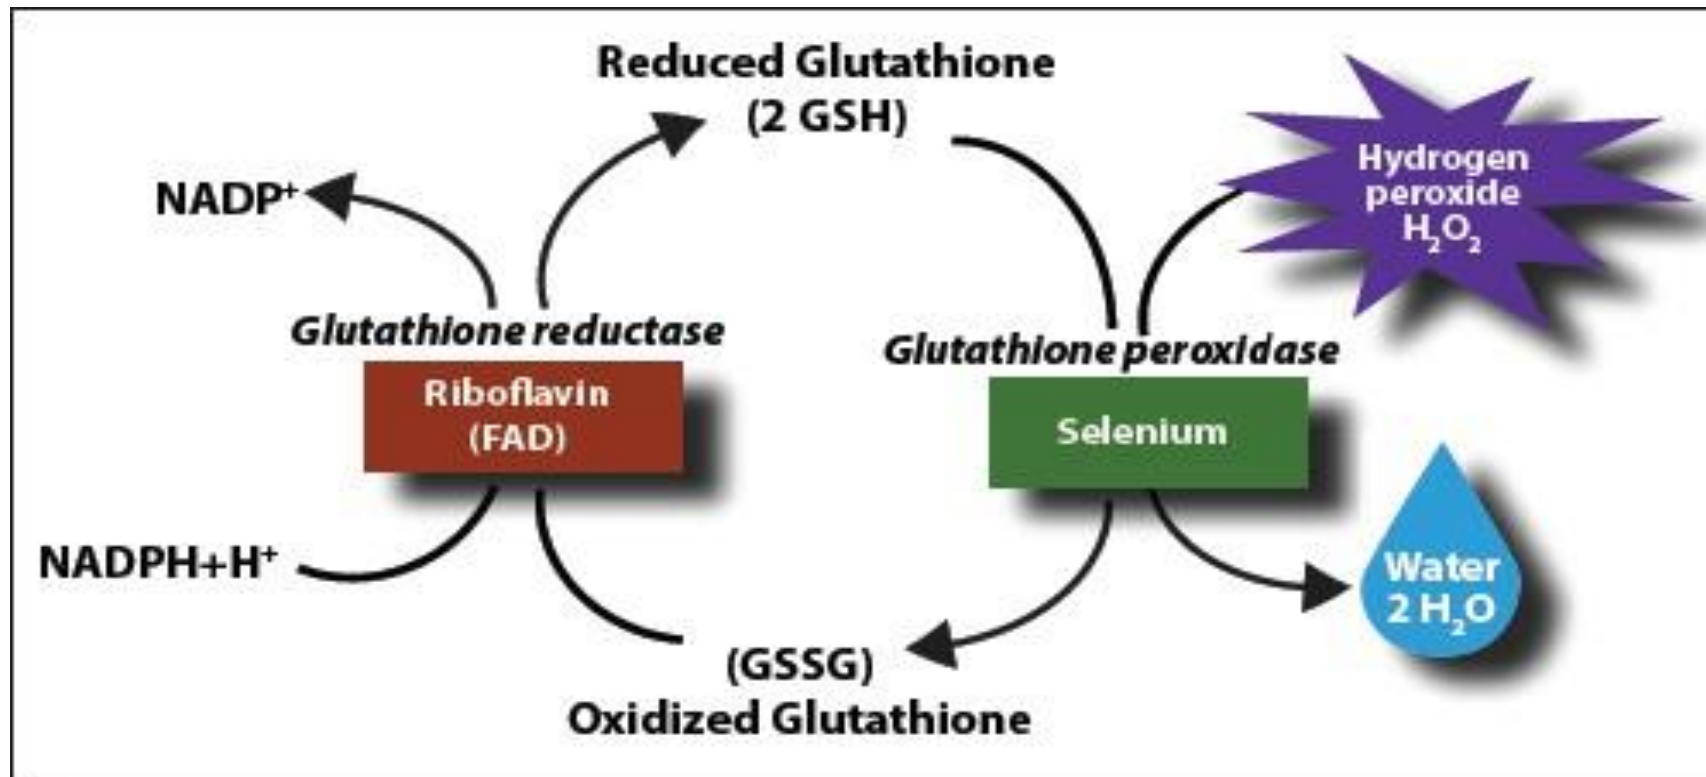 Reduced Glutathione
(2 GSH)
Hydrogen
peroxide
H₂O₂
NADP⁺
Glutathione reductase
Glutathione peroxidase
Riboflavin
(FAD)
Selenium
NADPH+H⁺
Water
2 H₂O
(GSSG)
Oxidized Glutathione